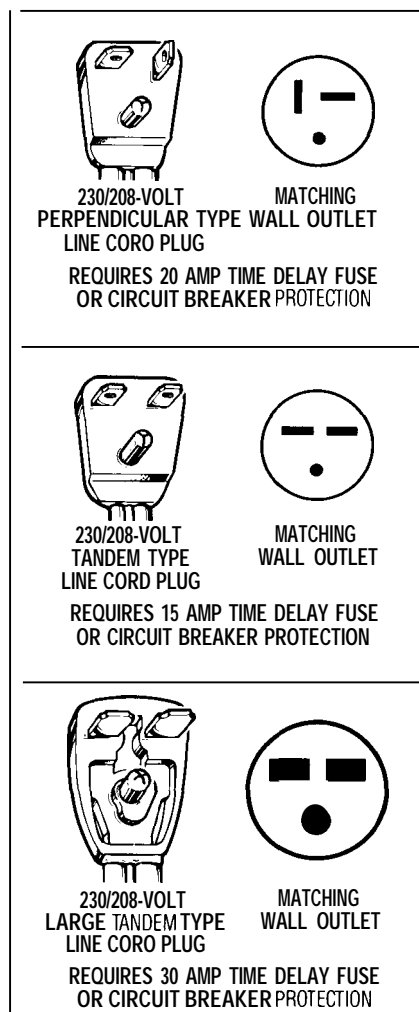 230/208-VOLT
PERPENDICULAR TYPE
LINE CORO PLUG
MATCHING
WALL OUTLET
REQUIRES 20 AMP TIME DELAY FUSE
OR CIRCUIT BREAKER PROTECTION
230/208-VOLT
TANDEM TYPE
LINE CORD PLUG
MATCHING
WALL OUTLET
REQUIRES 15 AMP TIME DELAY FUSE
OR CIRCUIT BREAKER PROTECTION
230/208-VOLT
LARGE TANDEM TYPE
LINE CORO PLUG
MATCHING
WALL OUTLET
REQUIRES 30 AMP TIME DELAY FUSE
OR CIRCUIT BREAKER PROTECTION